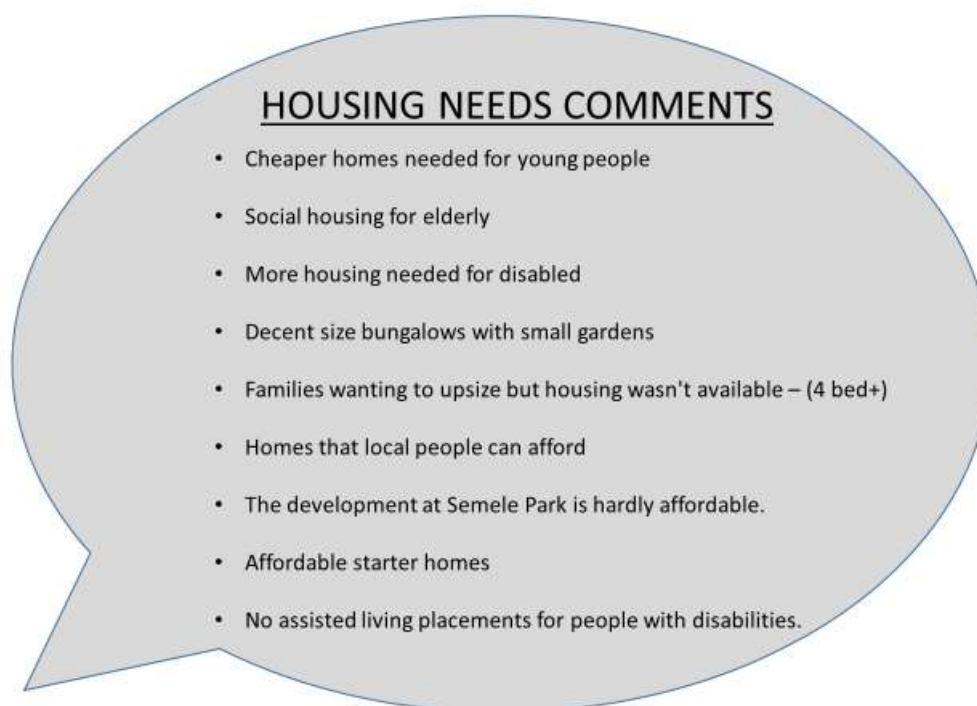 HOUSING NEEDS COMMENTS
• Cheaper homes needed for young people
• Social housing for elderly
• More housing needed for disabled
• Decent size bungalows with small gardens
• Families wanting to upsize but housing wasn't available – (4 bed+)
• Homes that local people can afford
• The development at Semele Park is hardly affordable.
• Affordable starter homes
• No assisted living placements for people with disabilities.